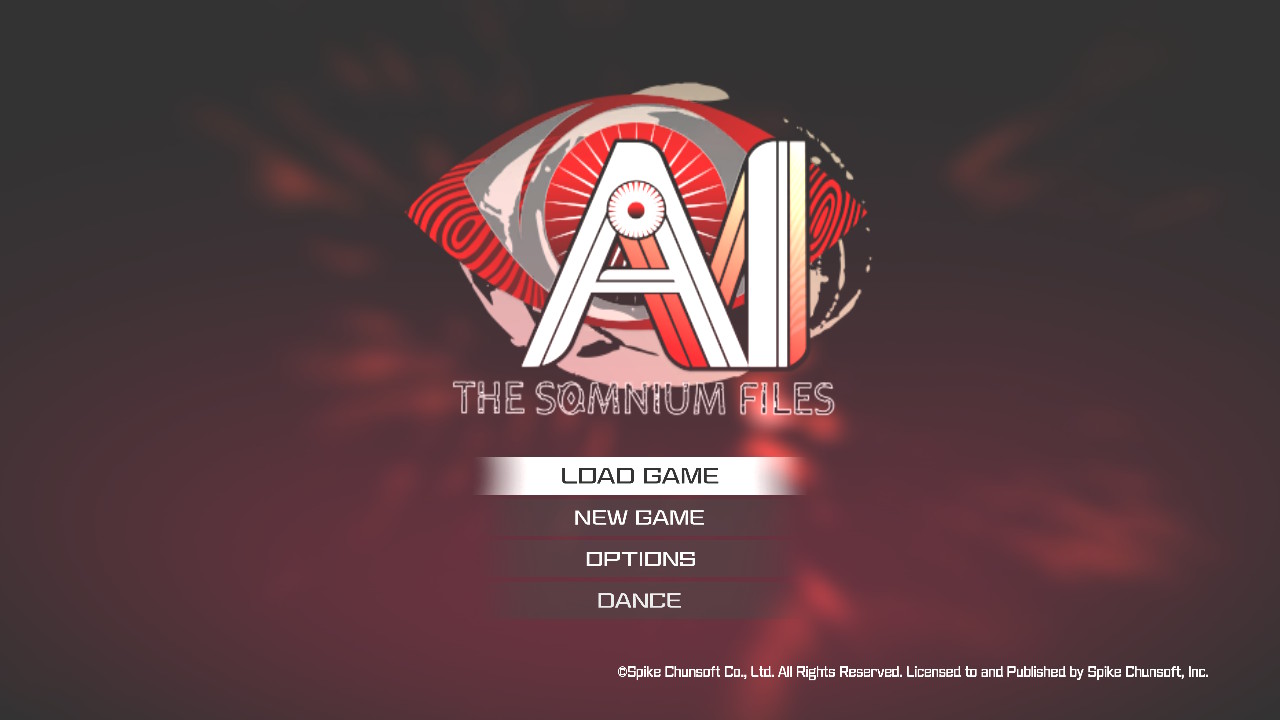 AI
THE SOMNIUM FILES
LOAD GAME
NEW GAME
OPTIONS
DANCE
©Spike Chunsoft Co., Ltd. All Rights Reserved. Licensed to and Published by Spike Chunsoft, Inc.